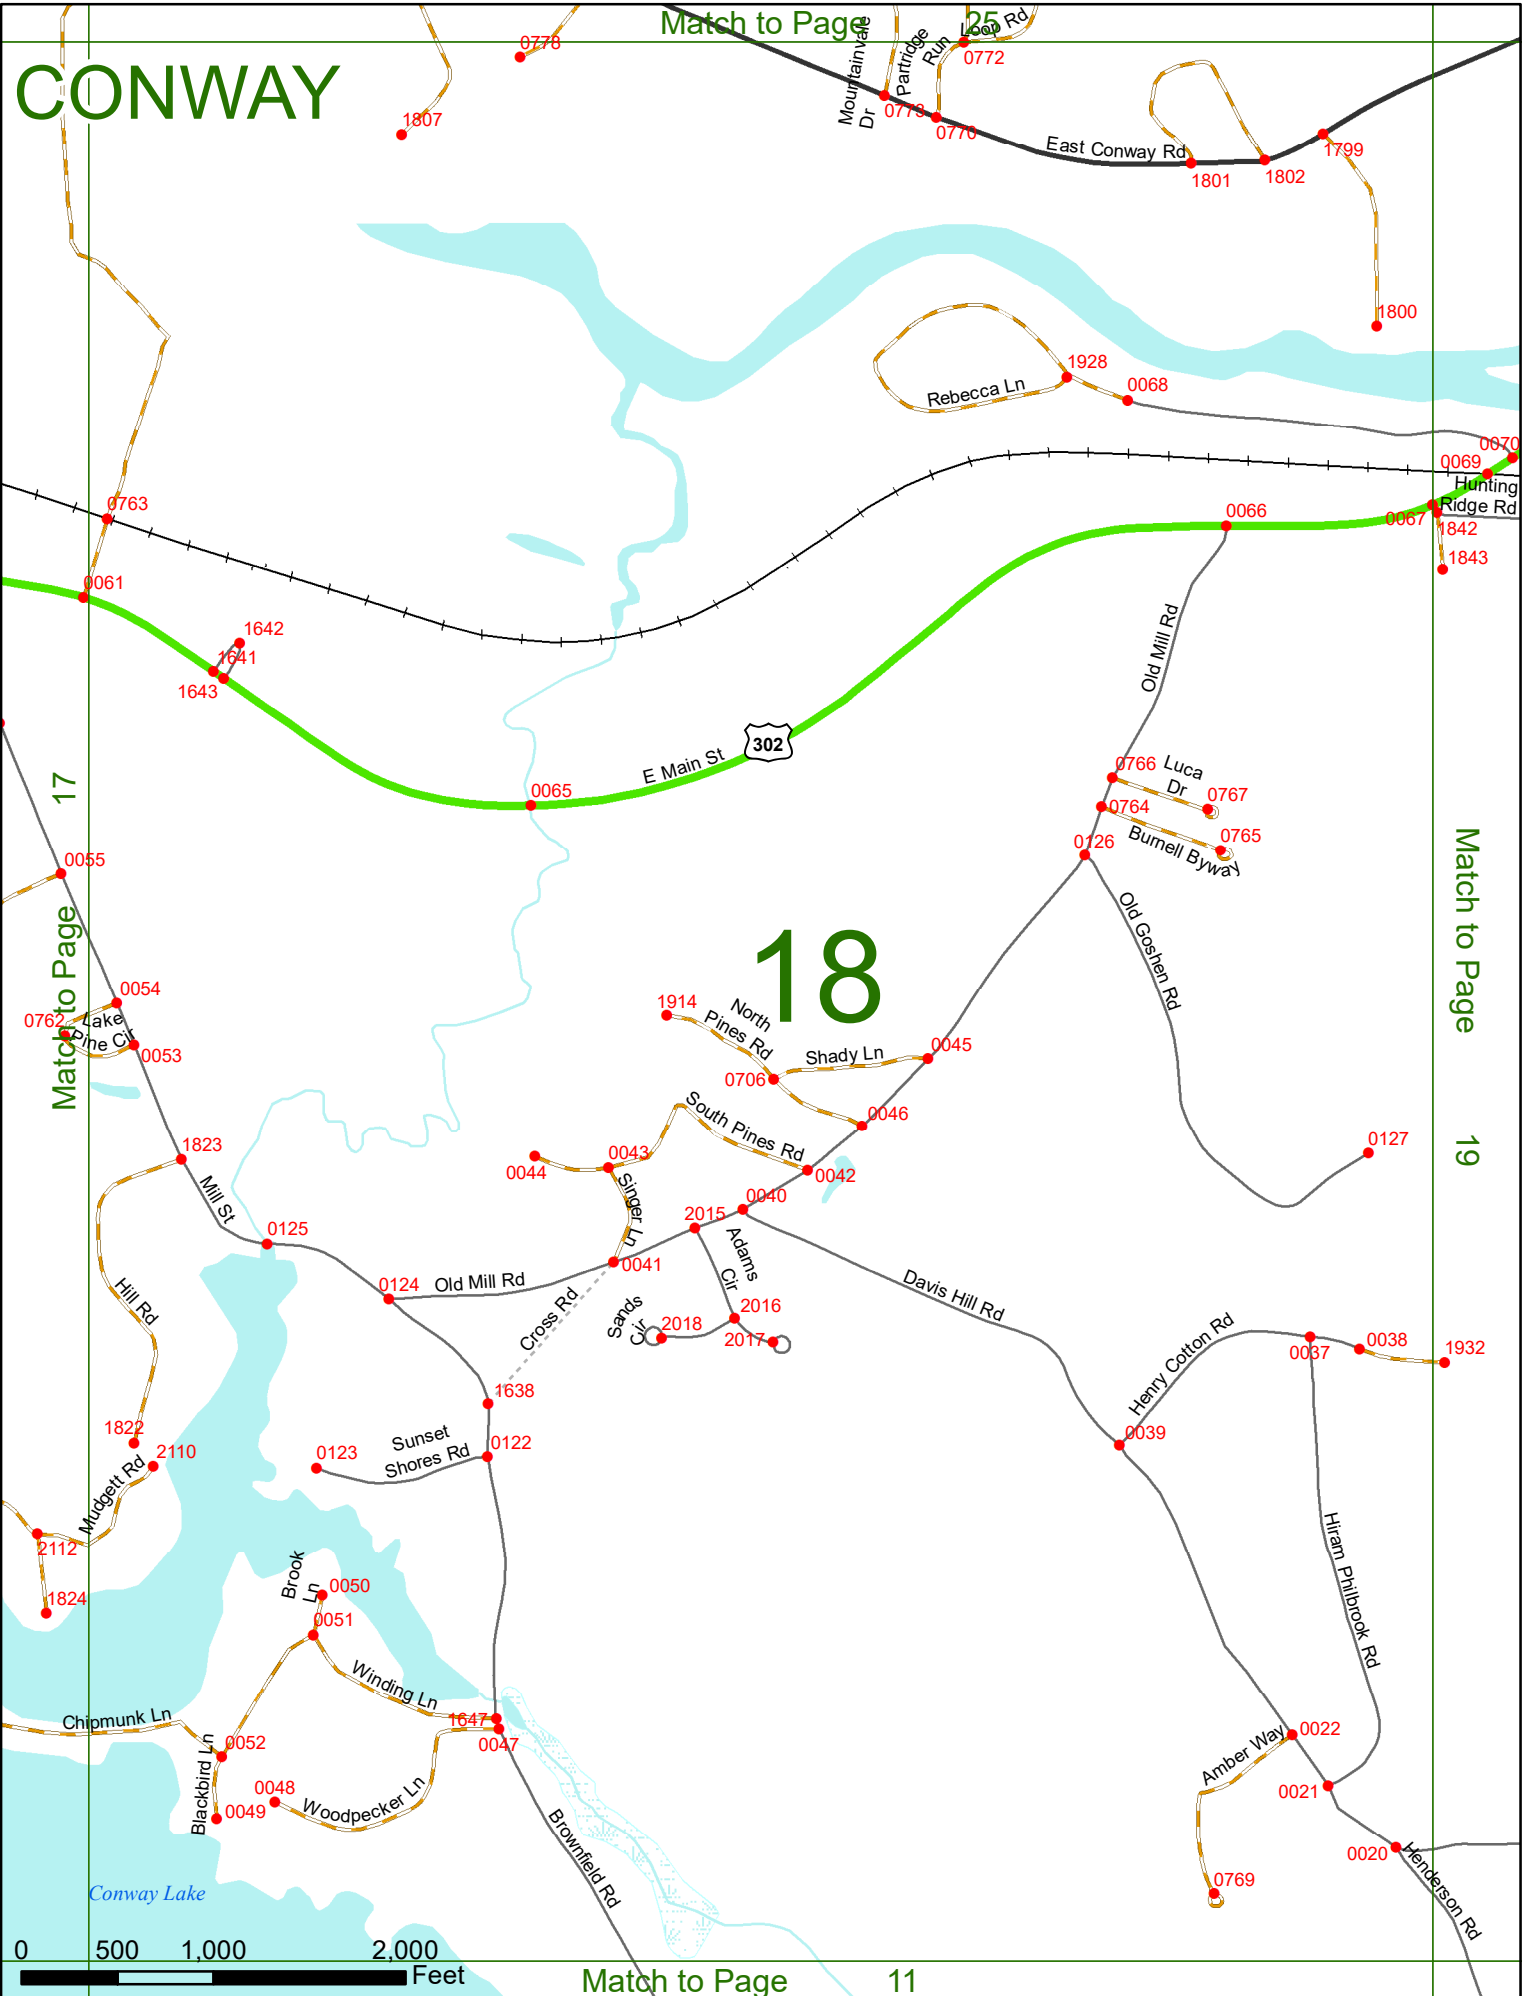 Match to Page 25
CONWAY
0778
1807
Mountainvale
Dr
Partridge
Run
Loop Rd
0772
0773
0770
East Conway Rd
1801
1802
1799
1800
1928
0068
Rebecca Ln
0070
0069
Hunting
Ridge Rd
0067
1842
1843
0066
0763
0061
1642
1641
1643
Old Mill Rd
302
E Main St
0065
0766
Luca
Dr
0767
0764
0765
Burnell Byway
0126
Old Goshen Rd
17
Match to Page
0055
0054
0762
Lake
Pine Cir
0053
18
Match to Page
19
1914
North
Pines Rd
Shady Ln
0045
0706
0046
South Pines Rd
0042
0043
0044
Singer Ln
0127
1823
Mill St
0125
0040
2015
0041
Adams
Cir
0124
Old Mill Rd
Cross Rd
Sands
Cir
2016
2018
2017
Davis Hill Rd
Hill Rd
Henry Cotton Rd
0037
0038
1932
0039
1638
1822
2110
0123
Sunset
Shores Rd
0122
Mudgett Rd
2112
1824
Brook
Ln
0050
0051
Hiram Philbrook Rd
Winding Ln
Chipmunk Ln
1647
0047
0052
Blackbird Ln
0048
0049
Woodpecker Ln
Amber Way
0022
0021
Brownfield Rd
0020
Henderson Rd
0769
Conway Lake
0 500 1,000 2,000
Feet
Match to Page 11